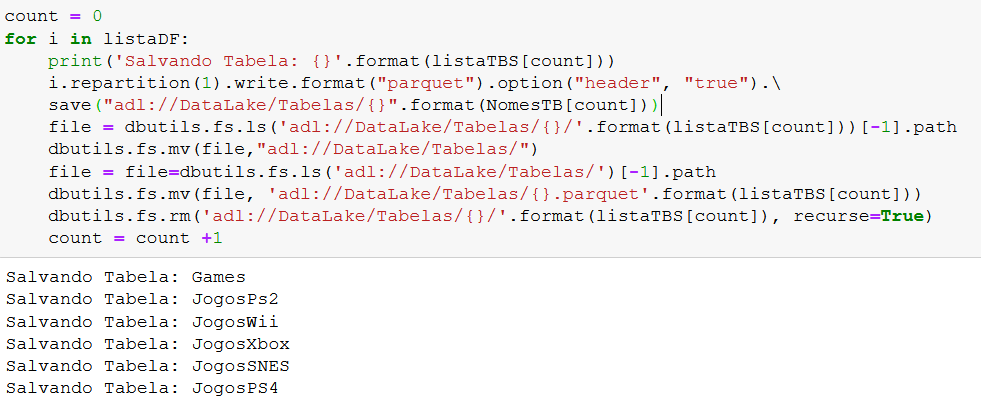 count = 0
for i in listaDF:
    print('Salvando Tabela: {}'.format(listaTBS[count]))
    i.repartition(1).write.format("parquet").option("header", "true").\
    save("adl://DataLake/Tabelas/{}".format(NomesTB[count]))
    file = dbutils.fs.ls('adl://DataLake/Tabelas/{}/'.format(listaTBS[count]))[-1].path
    dbutils.fs.mv(file,"adl://DataLake/Tabelas/")
    file = file=dbutils.fs.ls('adl://DataLake/Tabelas/')[-1].path
    dbutils.fs.mv(file, 'adl://DataLake/Tabelas/{}.parquet'.format(listaTBS[count]))
    dbutils.fs.rm('adl://DataLake/Tabelas/{}/'.format(listaTBS[count]), recurse=True)
    count = count +1
Salvando Tabela: Games
Salvando Tabela: JogosPs2
Salvando Tabela: JogosWii
Salvando Tabela: JogosXbox
Salvando Tabela: JogosSNES
Salvando Tabela: JogosPS4